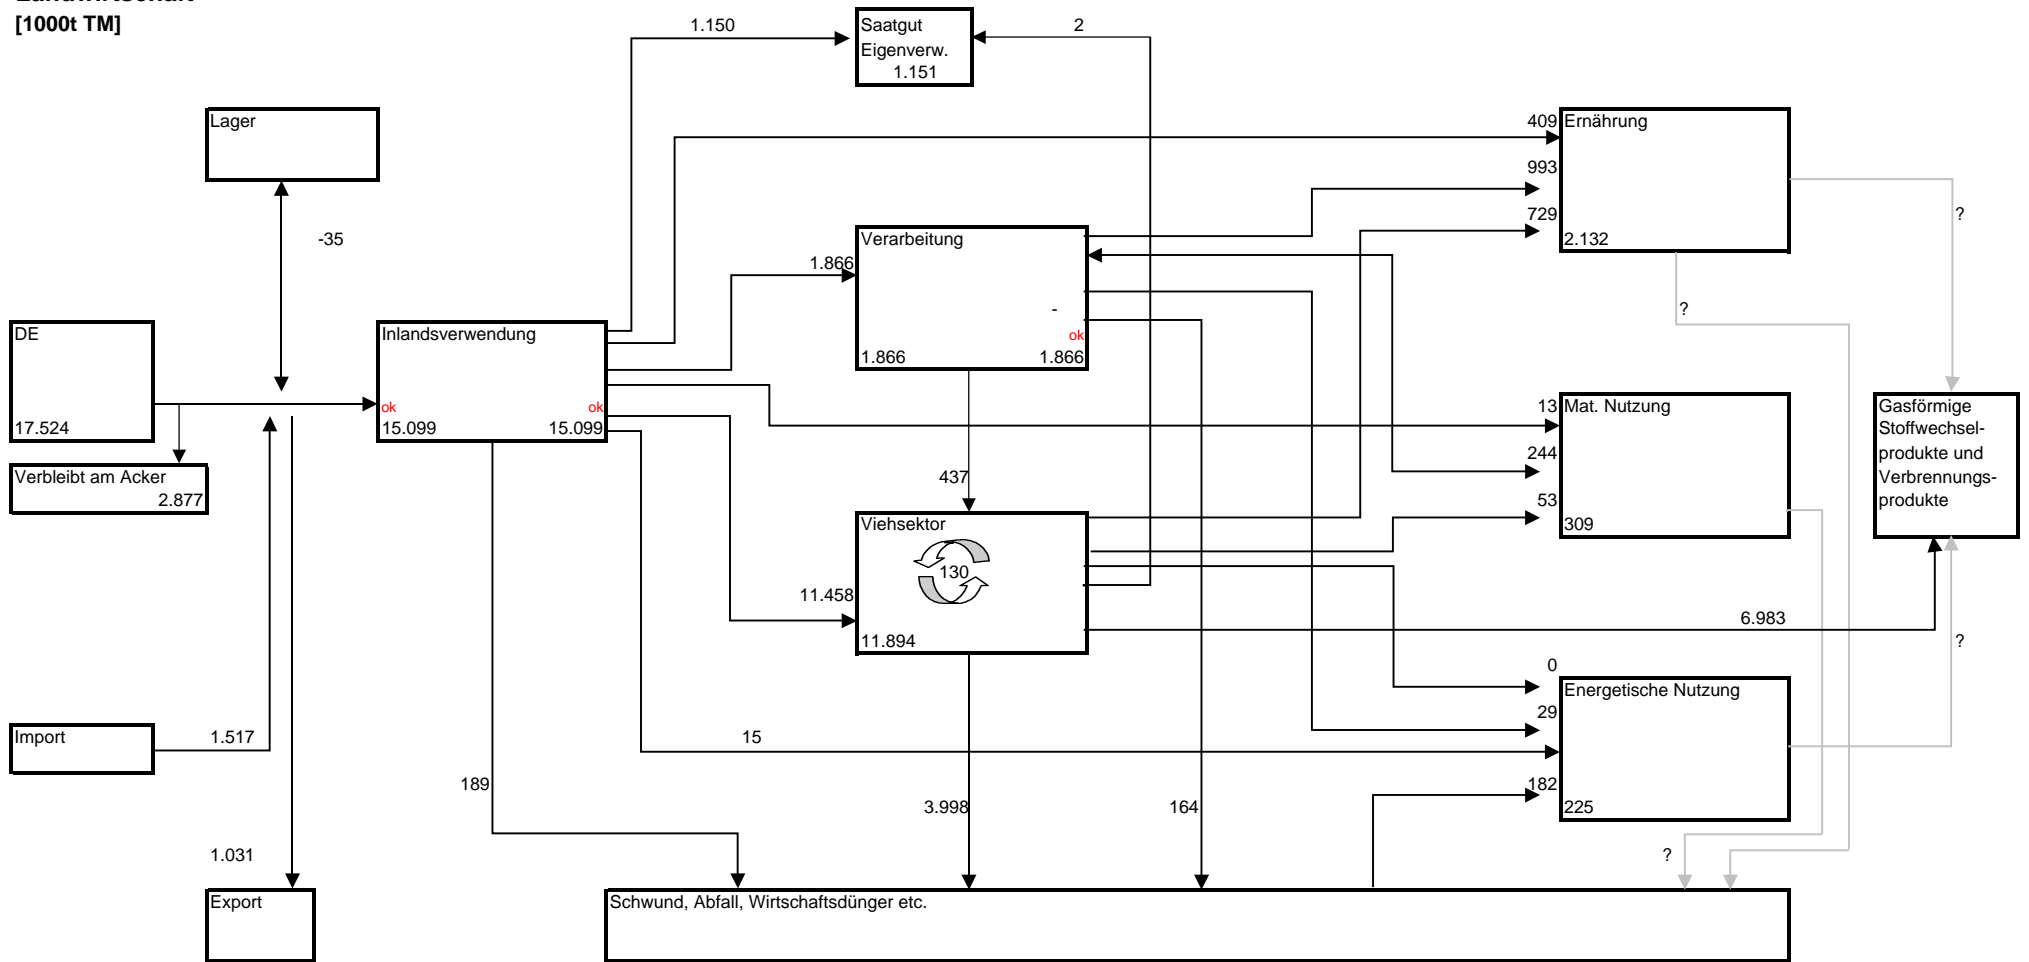 [1000t TM]
1.150
Saatgut
Eigenverw.
1.151
2
Lager
-35
409
Ernährung
993
729
2.132
?
?
Verarbeitung
1.866
-
ok
1.866
1.866
DE
17.524
Inlandsverwendung
ok
ok
15.099
15.099
Verbleibt am Acker
2.877
13
Mat. Nutzung
244
53
309
Gasförmige
Stoffwechsel-
produkte und
Verbrennungs-
produkte
437
Viehsektor
130
11.458
11.894
6.983
?
0
Energetische Nutzung
29
182
225
Import
1.517
15
189
3.998
164
1.031
?
Export
Schwund, Abfall, Wirtschaftsdünger etc.